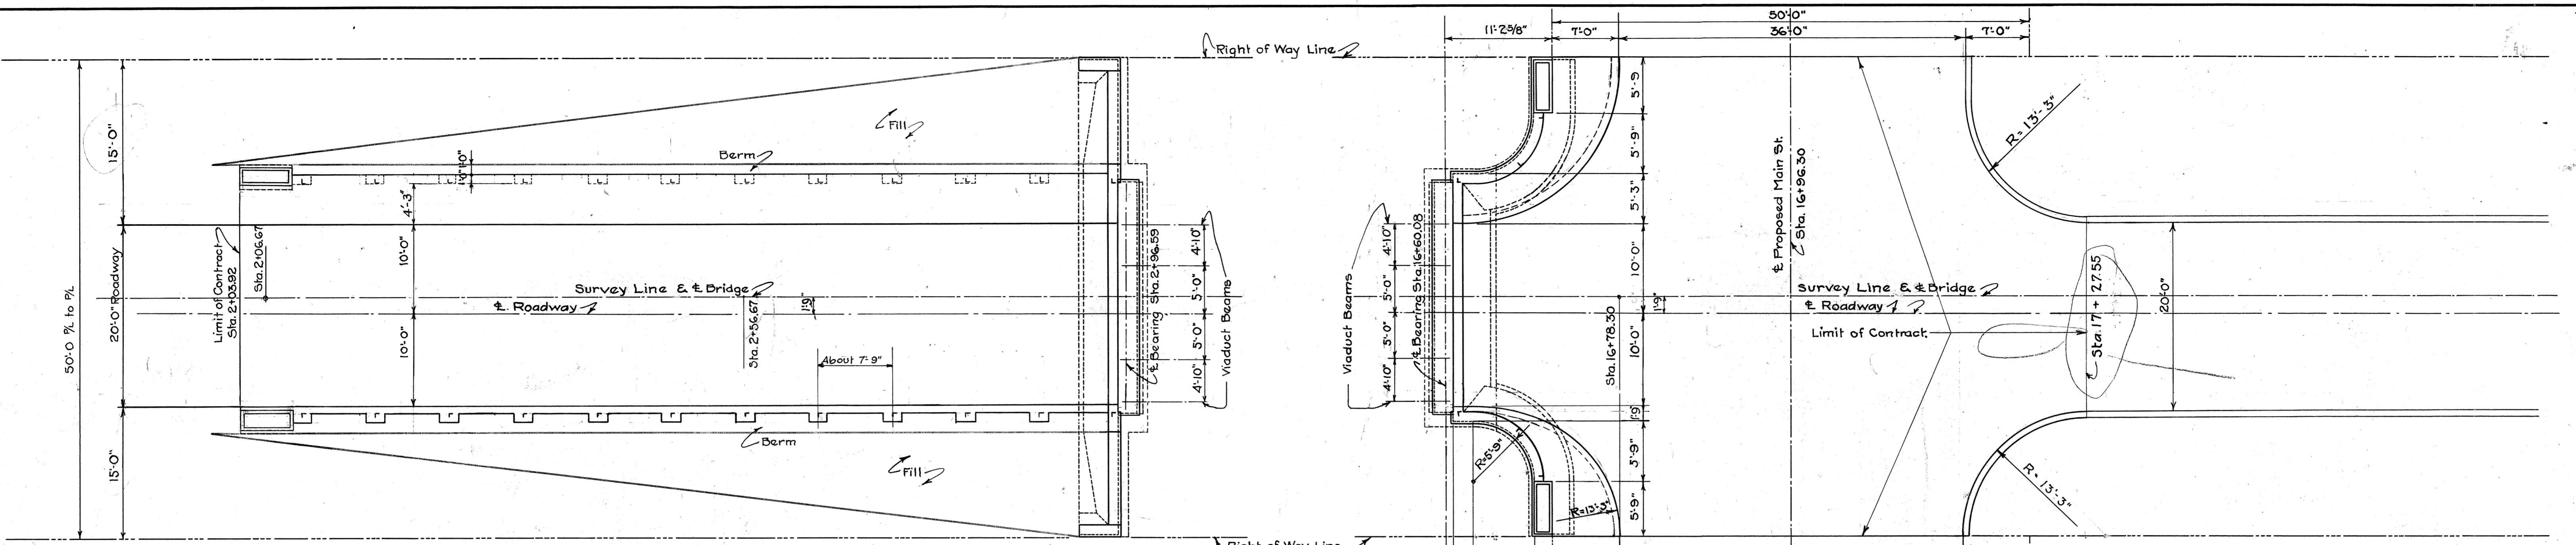 50'-0"
11'-2 5/8"
7'-0"
36'-0"
7'-0"
Right of Way Line
15'-0"
50'-0 P/L to P/L
20'-0" Roadway
15'-0"
Fill
Berm
1'-0"
4'-3"
10'-0"
10'-0"
Limit of Contract
Sta. 2+03.92
Sta. 2+06.67
Survey Line & ℄ Bridge
℄ Roadway
1'-9"
Sta. 2+56.67
About 7'-9"
Berm
Fill
℄ Bearing Sta. 2+96.59
4'-10"
5'-0"
5'-0"
4'-10"
Viaduct Beams
Viaduct Beams
4'-10"
5'-0"
5'-0"
4'-10"
℄ Bearing Sta. 16+60.08
5'-9
5'-9"
5'-3"
10'-0"
10'-0"
1'-9"
3'-9"
5'-9"
Sta. 16+78.30
1'-9"
R=5'-9"
R=13'-3"
℄ Proposed Main St.
Sta. 16+96.30
R=13'-3"
Survey Line & ℄ Bridge
℄ Roadway
Limit of Contract
Sta. 17+27.55
20'-0"
R=13'-3"
Right of Way Line